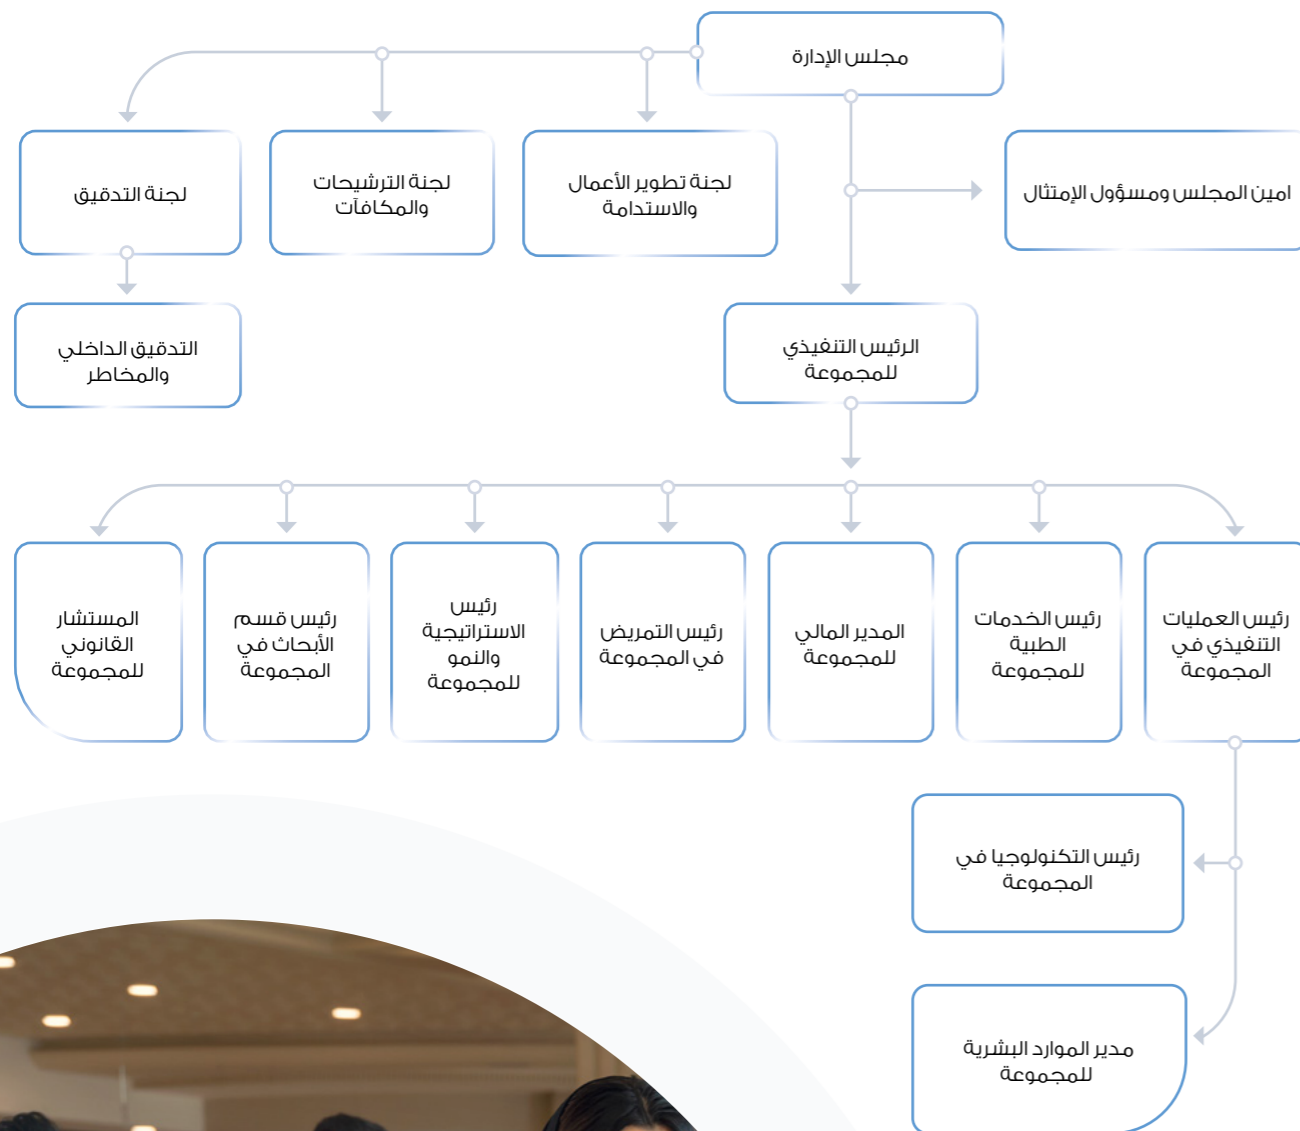 مجلس الإدارة
امين المجلس ومسؤول الإمتثال
لجنة تطوير الأعمال
والاستدامة
لجنة الترشيحات
والمكافآت
لجنة التدقيق
الرئيس التنفيذي
للمجموعة
التدقيق الداخلي
والمخاطر
رئيس العمليات
التنفيذي في
المجموعة
رئيس الخدمات
الطبية
للمجموعة
المدير المالي
للمجموعة
رئيس التمريض
في المجموعة
رئيس
الاستراتيجية
والنمو
للمجموعة
رئيس قسم
الأبحاث في
المجموعة
المستشار
القانوني
للمجموعة
رئيس التكنولوجيا في
المجموعة
مدير الموارد البشرية
للمجموعة